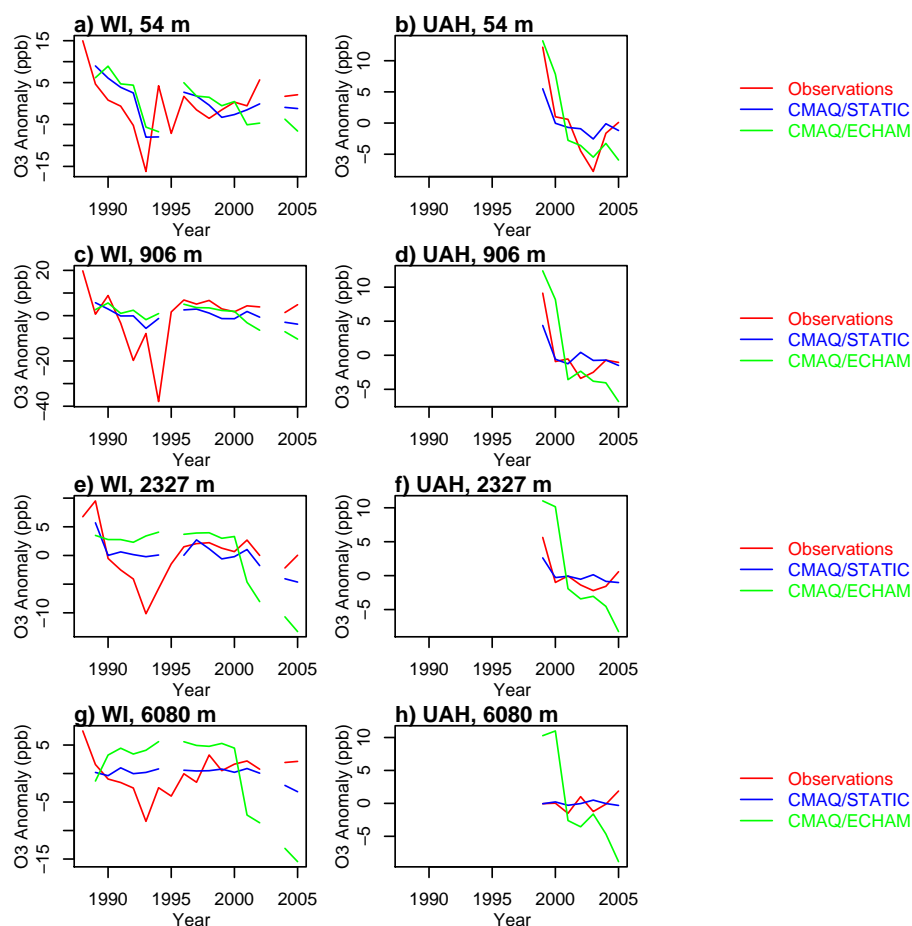 a) WI, 54 m
O3 Anomaly (ppb)
15
5
−5
−15
1990 1995 2000 2005
Year
b) UAH, 54 m
O3 Anomaly (ppb)
10
5
0
−5
1990 1995 2000 2005
Year
Observations
CMAQ/STATIC
CMAQ/ECHAM
c) WI, 906 m
O3 Anomaly (ppb)
20
0
−20
−40
1990 1995 2000 2005
Year
d) UAH, 906 m
O3 Anomaly (ppb)
10
5
0
−5
1990 1995 2000 2005
Year
Observations
CMAQ/STATIC
CMAQ/ECHAM
e) WI, 2327 m
O3 Anomaly (ppb)
5
0
−10
1990 1995 2000 2005
Year
f) UAH, 2327 m
O3 Anomaly (ppb)
10
5
0
−5
1990 1995 2000 2005
Year
Observations
CMAQ/STATIC
CMAQ/ECHAM
g) WI, 6080 m
O3 Anomaly (ppb)
5
−5
−15
1990 1995 2000 2005
Year
h) UAH, 6080 m
O3 Anomaly (ppb)
10
5
0
−5
1990 1995 2000 2005
Year
Observations
CMAQ/STATIC
CMAQ/ECHAM